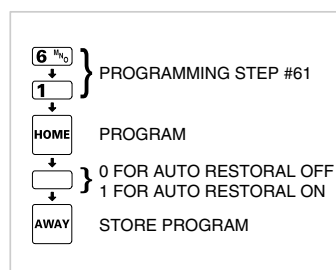 6 MNO
PROGRAMMING STEP #61
1
HOME PROGRAM
0 FOR AUTO RESTORAL OFF
1 FOR AUTO RESTORAL ON
AWAY STORE PROGRAM